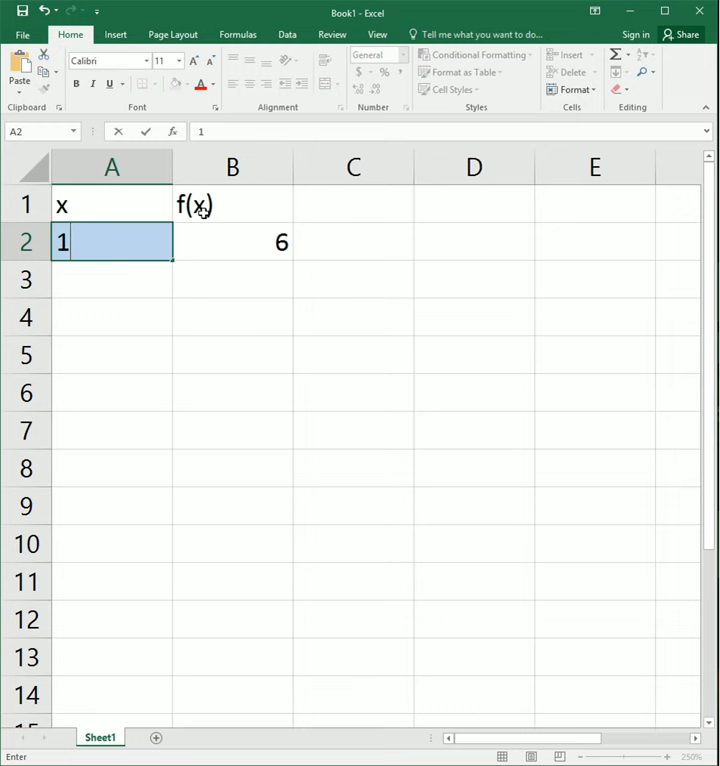 Book1 - Excel
File Home Insert Page Layout Formulas Data Review View Tell me what you want to do... Sign in Share
Paste
Calibri 11 A A
B I U A
General
$ % ,
Conditional Formatting
Format as Table
Cell Styles
Insert
Delete
Format
Clipboard Font Alignment Number Styles Cells Editing
A2 fx 1
A B C D E
1 x f(x)
2 1 6
3
4
5
6
7
8
9
10
11
12
13
14
15
Sheet1
Enter 250%